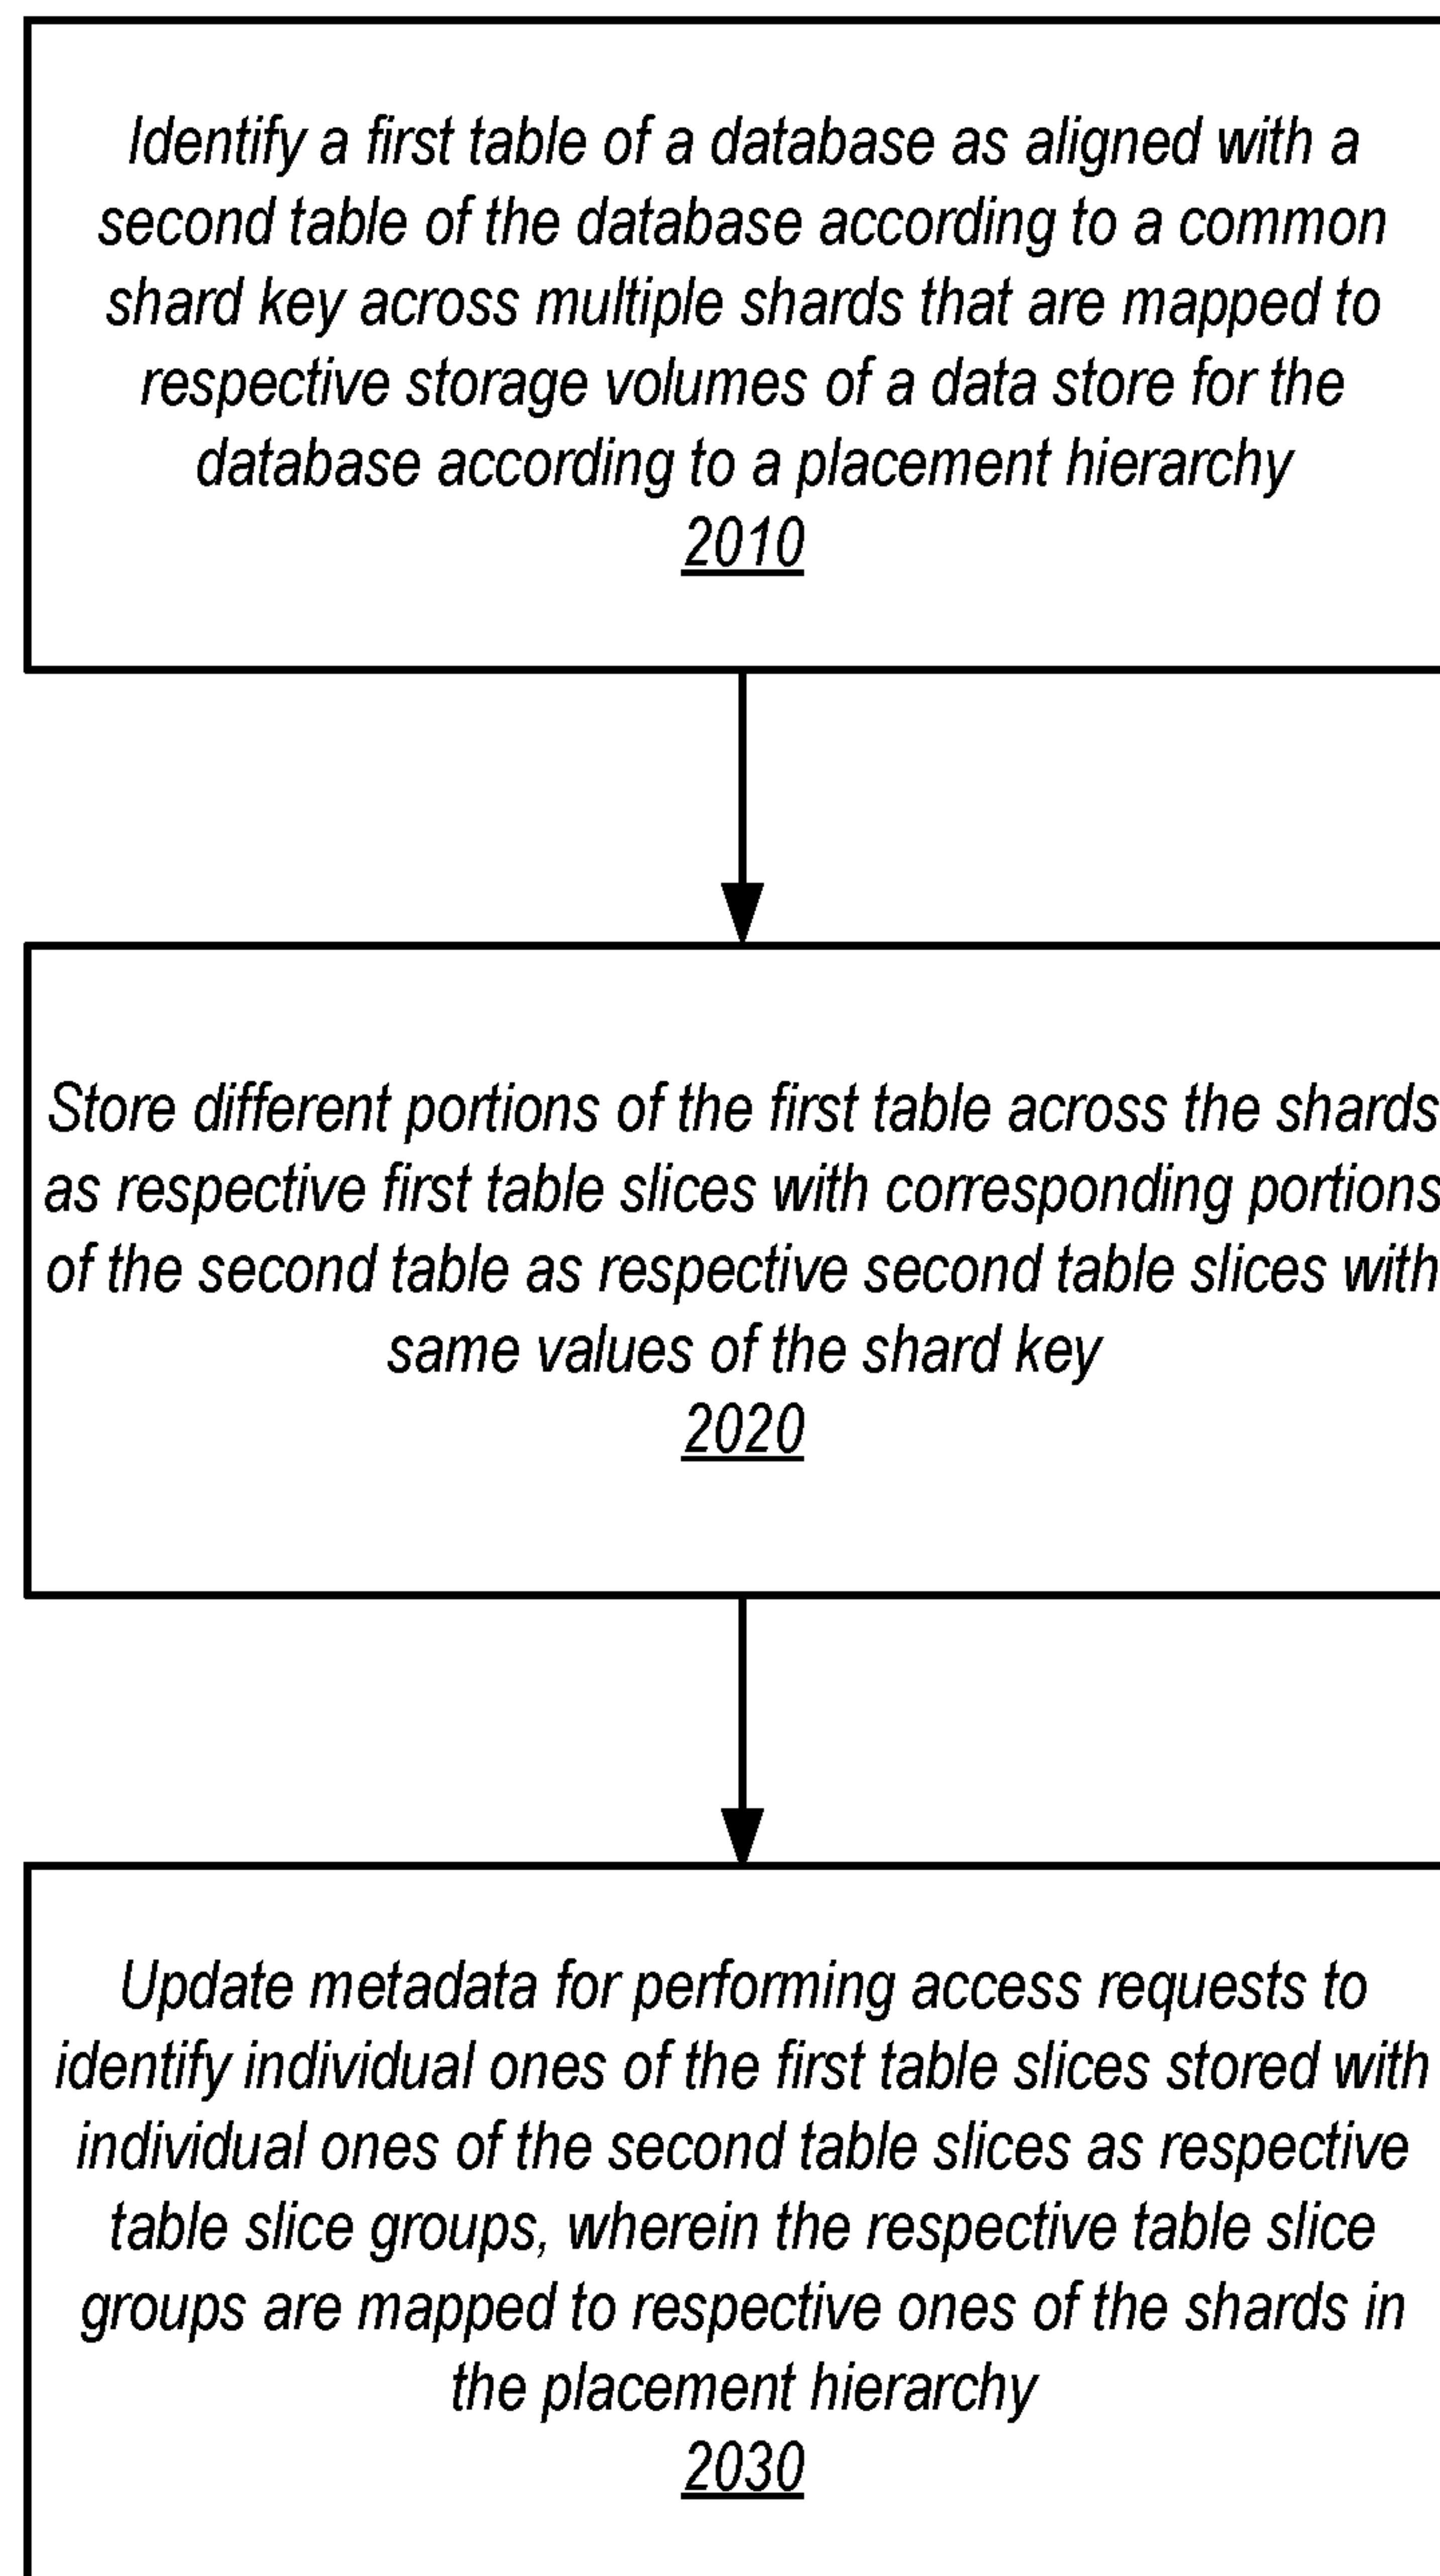 Identify a first table of a database as aligned with a
second table of the database according to a common
shard key across multiple shards that are mapped to
respective storage volumes of a data store for the
database according to a placement hierarchy
2010
Store different portions of the first table across the shards
as respective first table slices with corresponding portions
of the second table as respective second table slices with
same values of the shard key
2020
Update metadata for performing access requests to
identify individual ones of the first table slices stored with
individual ones of the second table slices as respective
table slice groups, wherein the respective table slice
groups are mapped to respective ones of the shards in
the placement hierarchy
2030